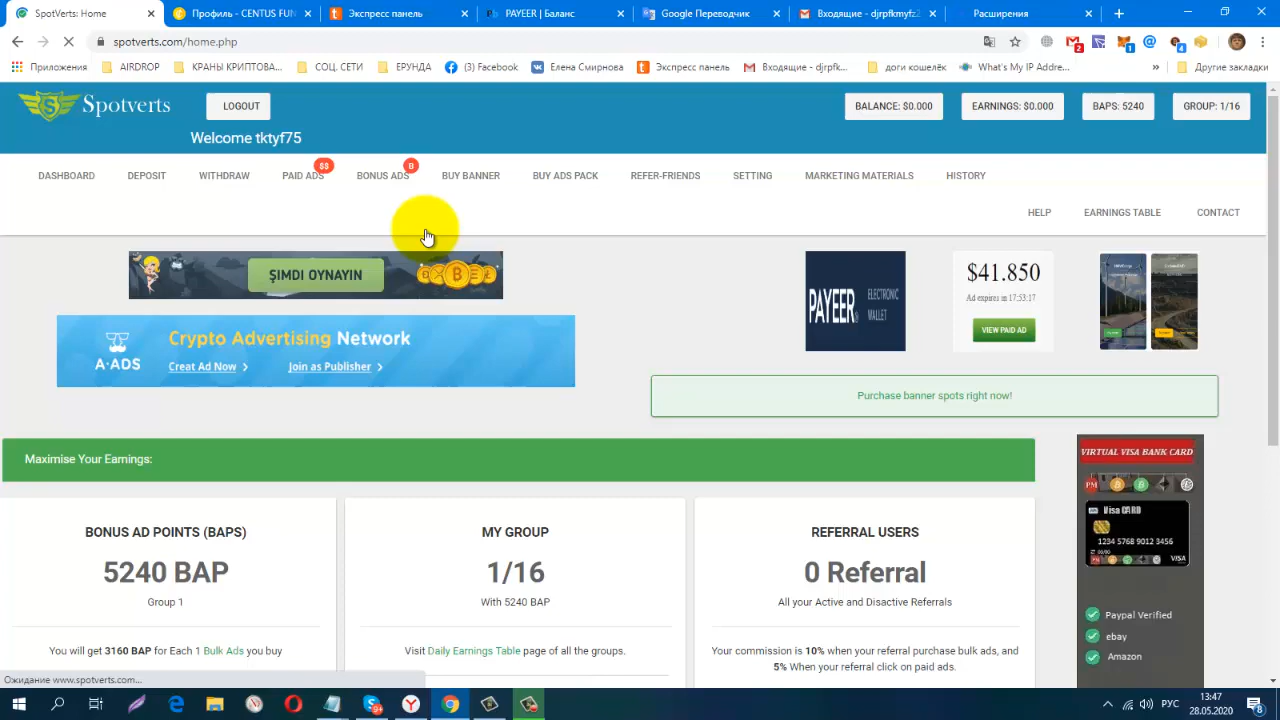 SpotVerts: Home
Профиль - CENTUS FUN
Экспресс панель
PAYEER | Баланс
Google Переводчик
Входящие - djrpfkmyfz2
Расширения
spotverts.com/home.php
2
1
4
Приложения
AIRDROP
КРАНЫ КРИПТОВА...
СОЦ. СЕТИ
ЕРУНДА
(3) Facebook
Елена Смирнова
Экспресс панель
Входящие - djrpfk...
доги кошелёк
What's My IP Addre...
»
Другие закладки
Spotverts
LOGOUT
BALANCE: $0.000
EARNINGS: $0.000
BAPS: 5240
GROUP: 1/16
Welcome tktyf75
$$
B
DASHBOARD
DEPOSIT
WITHDRAW
PAID ADS
BONUS ADS
BUY BANNER
BUY ADS PACK
REFER-FRIENDS
SETTING
MARKETING MATERIALS
HISTORY
HELP
EARNINGS TABLE
CONTACT
ŞIMDI OYNAYIN
PAYEER
ELECTRONIC
WALLET
$41.850
Ad expires in 17:53:17
VIEW PAID AD
A·ADS
Crypto Advertising Network
Creat Ad Now
Join as Publisher
Purchase banner spots right now!
Maximise Your Earnings:
VIRTUAL VISA BANK CARD
PM
Visa CARD
1234 5768 9012 3456
VISA
Paypal Verified
ebay
Amazon
BONUS AD POINTS (BAPS)
5240 BAP
Group 1
You will get 3160 BAP for Each 1 Bulk Ads you buy
MY GROUP
1/16
With 5240 BAP
Visit Daily Earnings Table page of all the groups.
REFERRAL USERS
0 Referral
All your Active and Disactive Referrals
Your commission is 10% when your referral purchase bulk ads, and
5% When your referral click on paid ads.
Ожидание www.spotverts.com...
РУС
13:47
28.05.2020